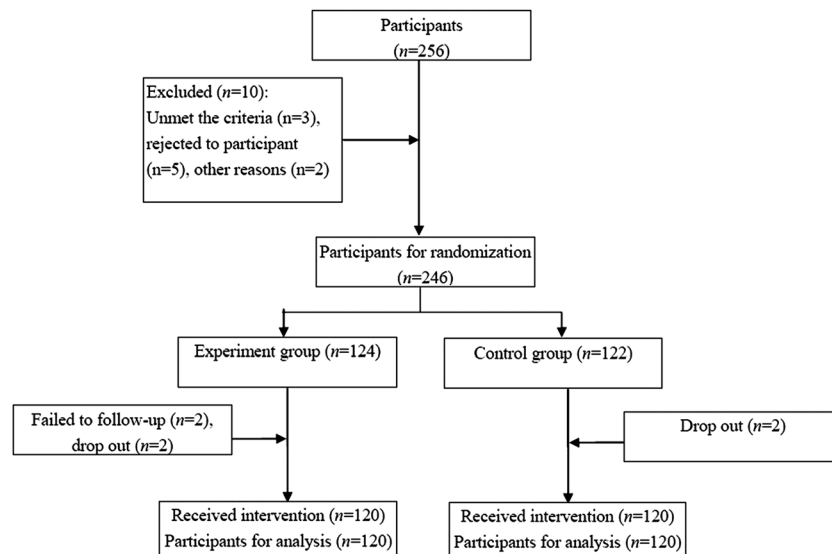 Participants
(n=256)
Excluded (n=10):
Unmet the criteria (n=3),
rejected to participant
(n=5), other reasons (n=2)
Participants for randomization
(n=246)
Experiment group (n=124)
Control group (n=122)
Failed to follow-up (n=2),
drop out (n=2)
Drop out (n=2)
Received intervention (n=120)
Participants for analysis (n=120)
Received intervention (n=120)
Participants for analysis (n=120)